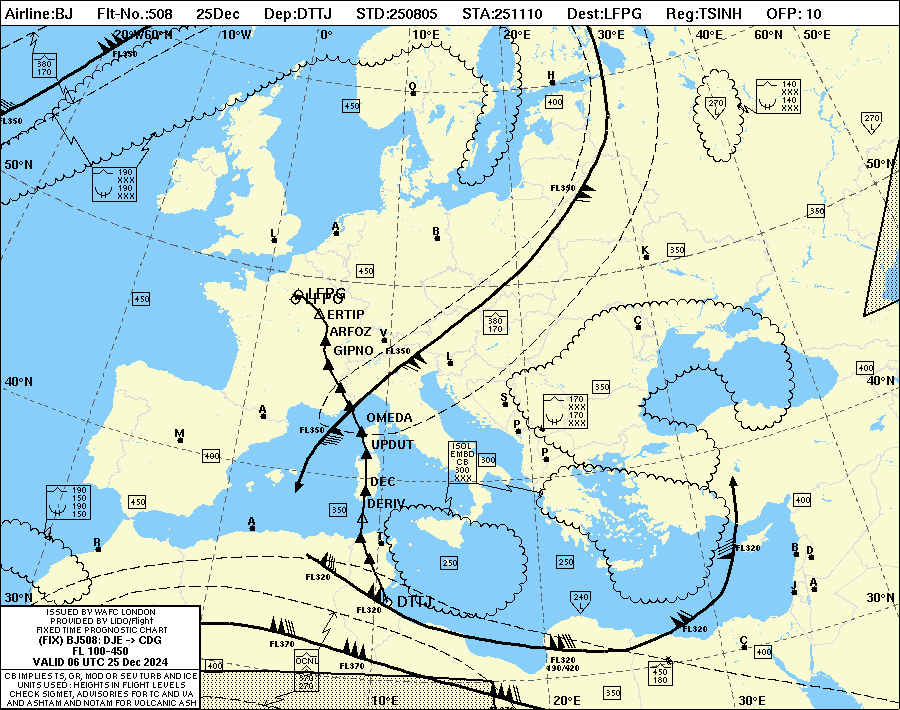 Airline:BJ Flt-No.:508 25Dec Dep:DTTJ STD:250805 STA:251110 Dest:LFPG Reg:TSINH OFP: 10
20°W/60°N 10°W 0° 10°E 20°E 30°E 40°E 60°N 50°E
FL350
380
170
FL350
450
O
H
400
270
L
140
XXX
140
XXX
270
L
50°N
50°N
190
XXX
190
XXX
FL390
350
L
A
B
K
350
450
450
LFPG
LFPO
ERTIP
ARFOZ
GIPNO
V
FL350
L
380
170
C
400
40°N
40°N
350
S
170
XXX
170
XXX
A
OMEDA
FL350
M
UPDUT
P
400
ISOL
EMBD
CB
300
XXX
300
P
DEC
190
150
190
150
450
DERIV
350
400
A
T
R
FL320
B
D
250
250
FL320
J
A
30°N
30°N
240
L
DTTJ
FL320
FL320
FL370
FL370
FL320
190/420
C
400
400
OCNL
570
270
450
180
350
FL370
10°E 20°E 30°E
ISSUED BY WAFC LONDON
PROVIDED BY LIDO/Flight
FIXED TIME PROGNOSTIC CHART
(FIX) BJ508: DJE -> CDG
FL 100-450
VALID 06 UTC 25 Dec 2024
CB IMPLIES TS, GR, MOD OR SEV TURB AND ICE
UNITS USED : HEIGHTS IN FLIGHT LEVELS
CHECK SIGMET, ADVISORIES FOR TC AND VA
AND ASHTAM AND NOTAM FOR VOLCANIC ASH